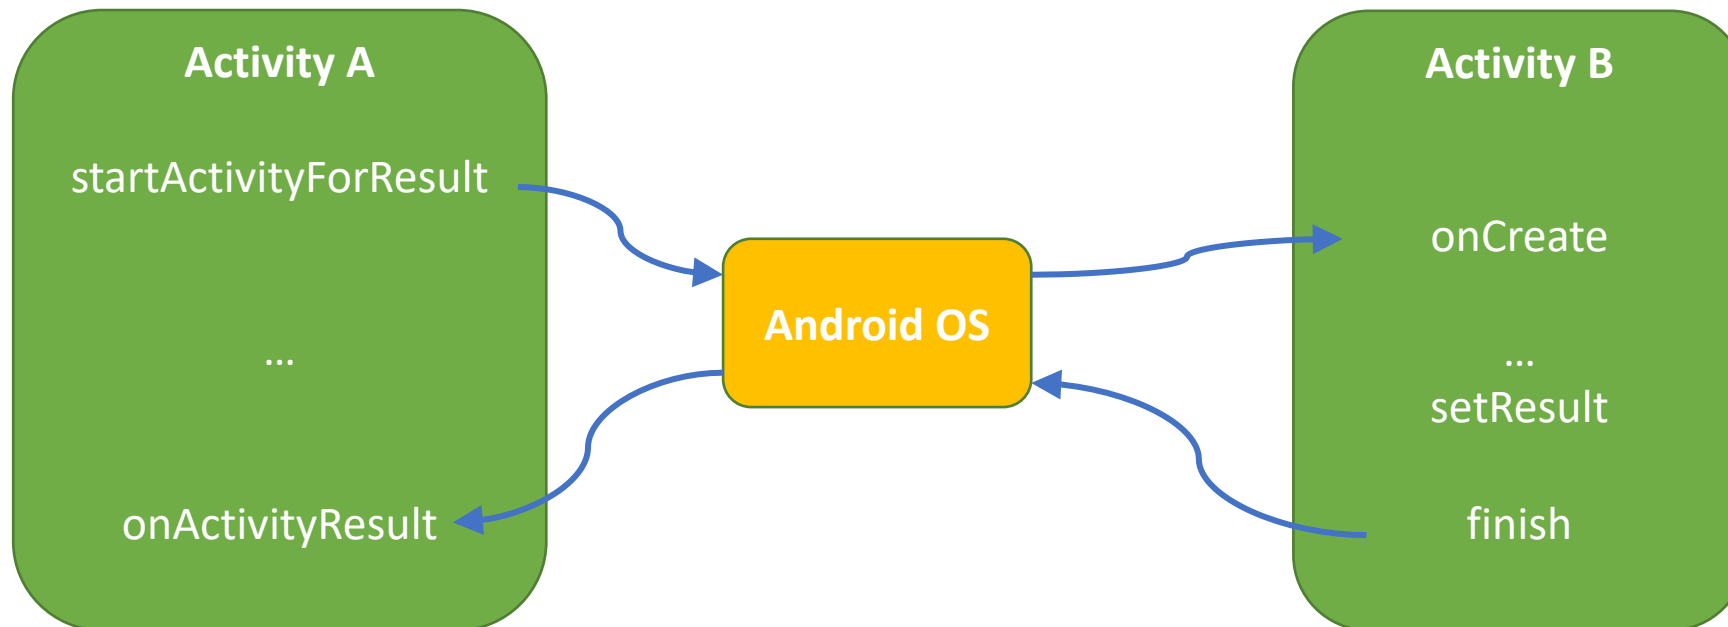 Activity A
startActivityForResult
...
onActivityResult
Android OS
Activity B
onCreate
...
setResult
finish